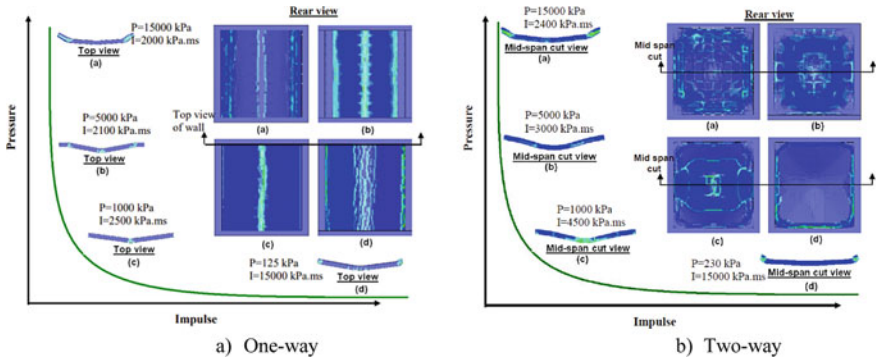 Rear view
P=15000 kPa
I=2000 kPa.ms
Top view
(a)
P=5000 kPa
I=2100 kPa.ms
Top view
(b)
P=1000 kPa
I=2500 kPa.ms
Top view
(c)
P=125 kPa
I=15000 kPa.ms
Top view
(d)
Top view
of wall
(a)
(b)
(c)
(d)
Pressure
Impulse
a) One-way
Rear view
P=15000 kPa
I=2400 kPa.ms
Mid-span cut view
(a)
P=5000 kPa
I=3000 kPa.ms
Mid-span cut view
(b)
P=1000 kPa
I=4500 kPa.ms
Mid-span cut view
(c)
P=230 kPa
I=15000 kPa.ms
Mid-span cut view
(d)
Mid span
cut
(a)
(b)
Mid span
cut
(c)
(d)
Pressure
Impulse
b) Two-way